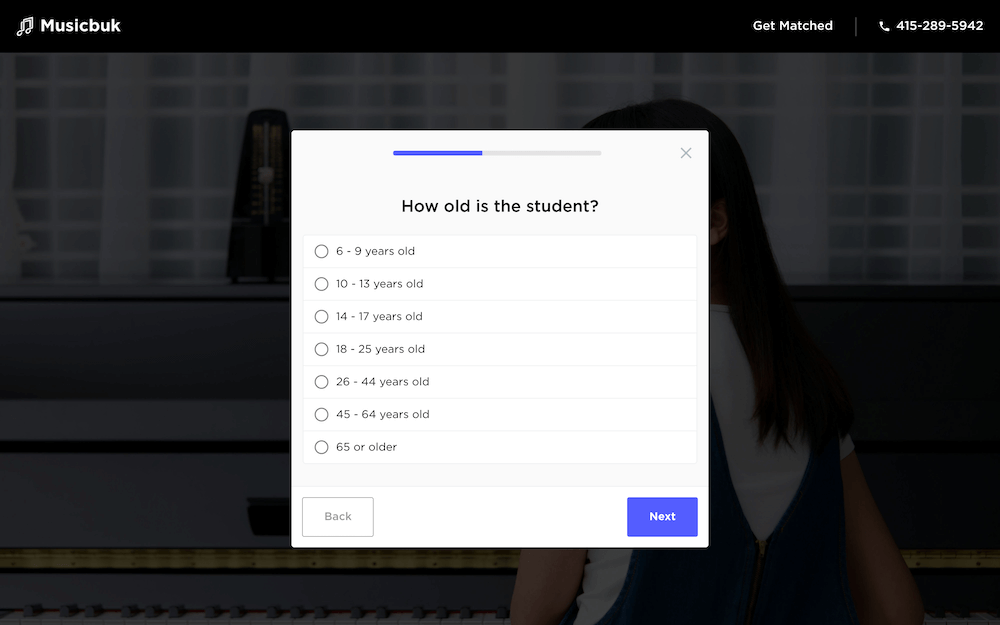 Musicbuk
Get Matched
415-289-5942
How old is the student?
6 - 9 years old
10 - 13 years old
14 - 17 years old
18 - 25 years old
26 - 44 years old
45 - 64 years old
65 or older
Back
Next